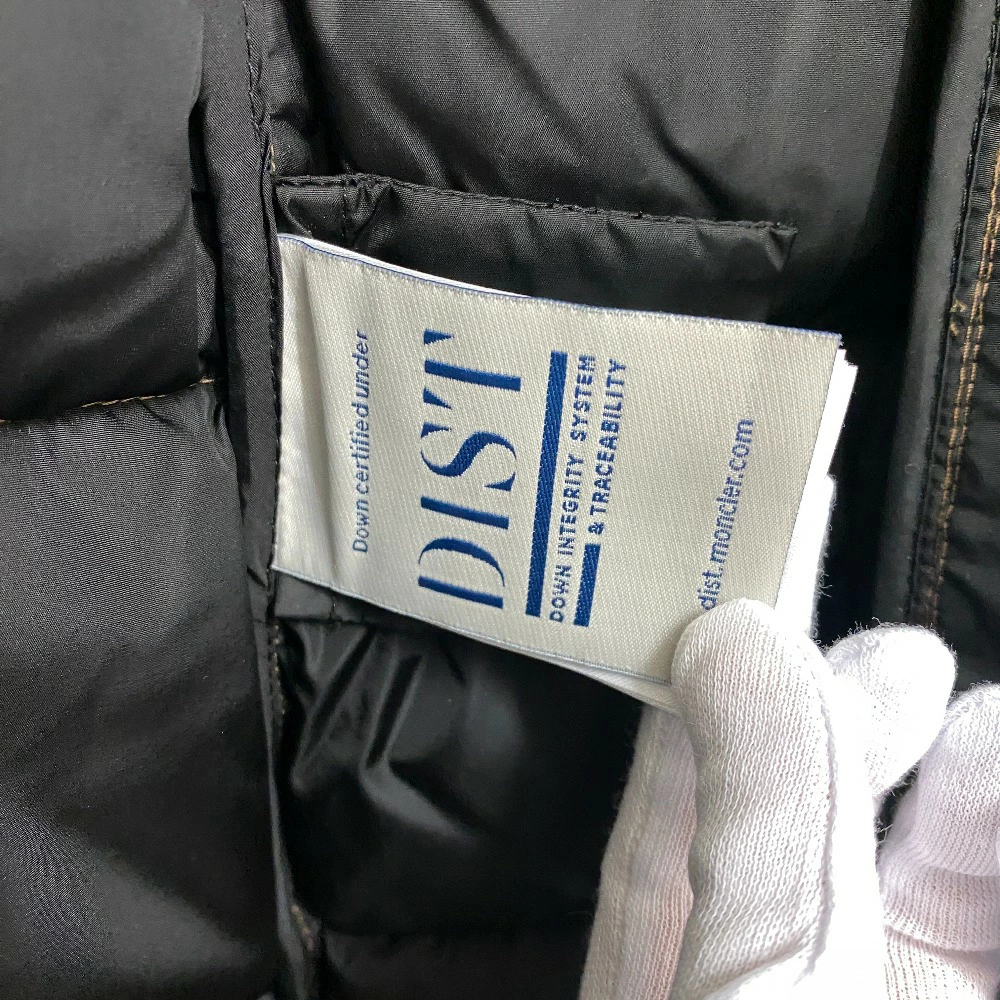 Down certified under
DIST
DOWN INTEGRITY SYSTEM
& TRACEABILITY
dist.moncler.com